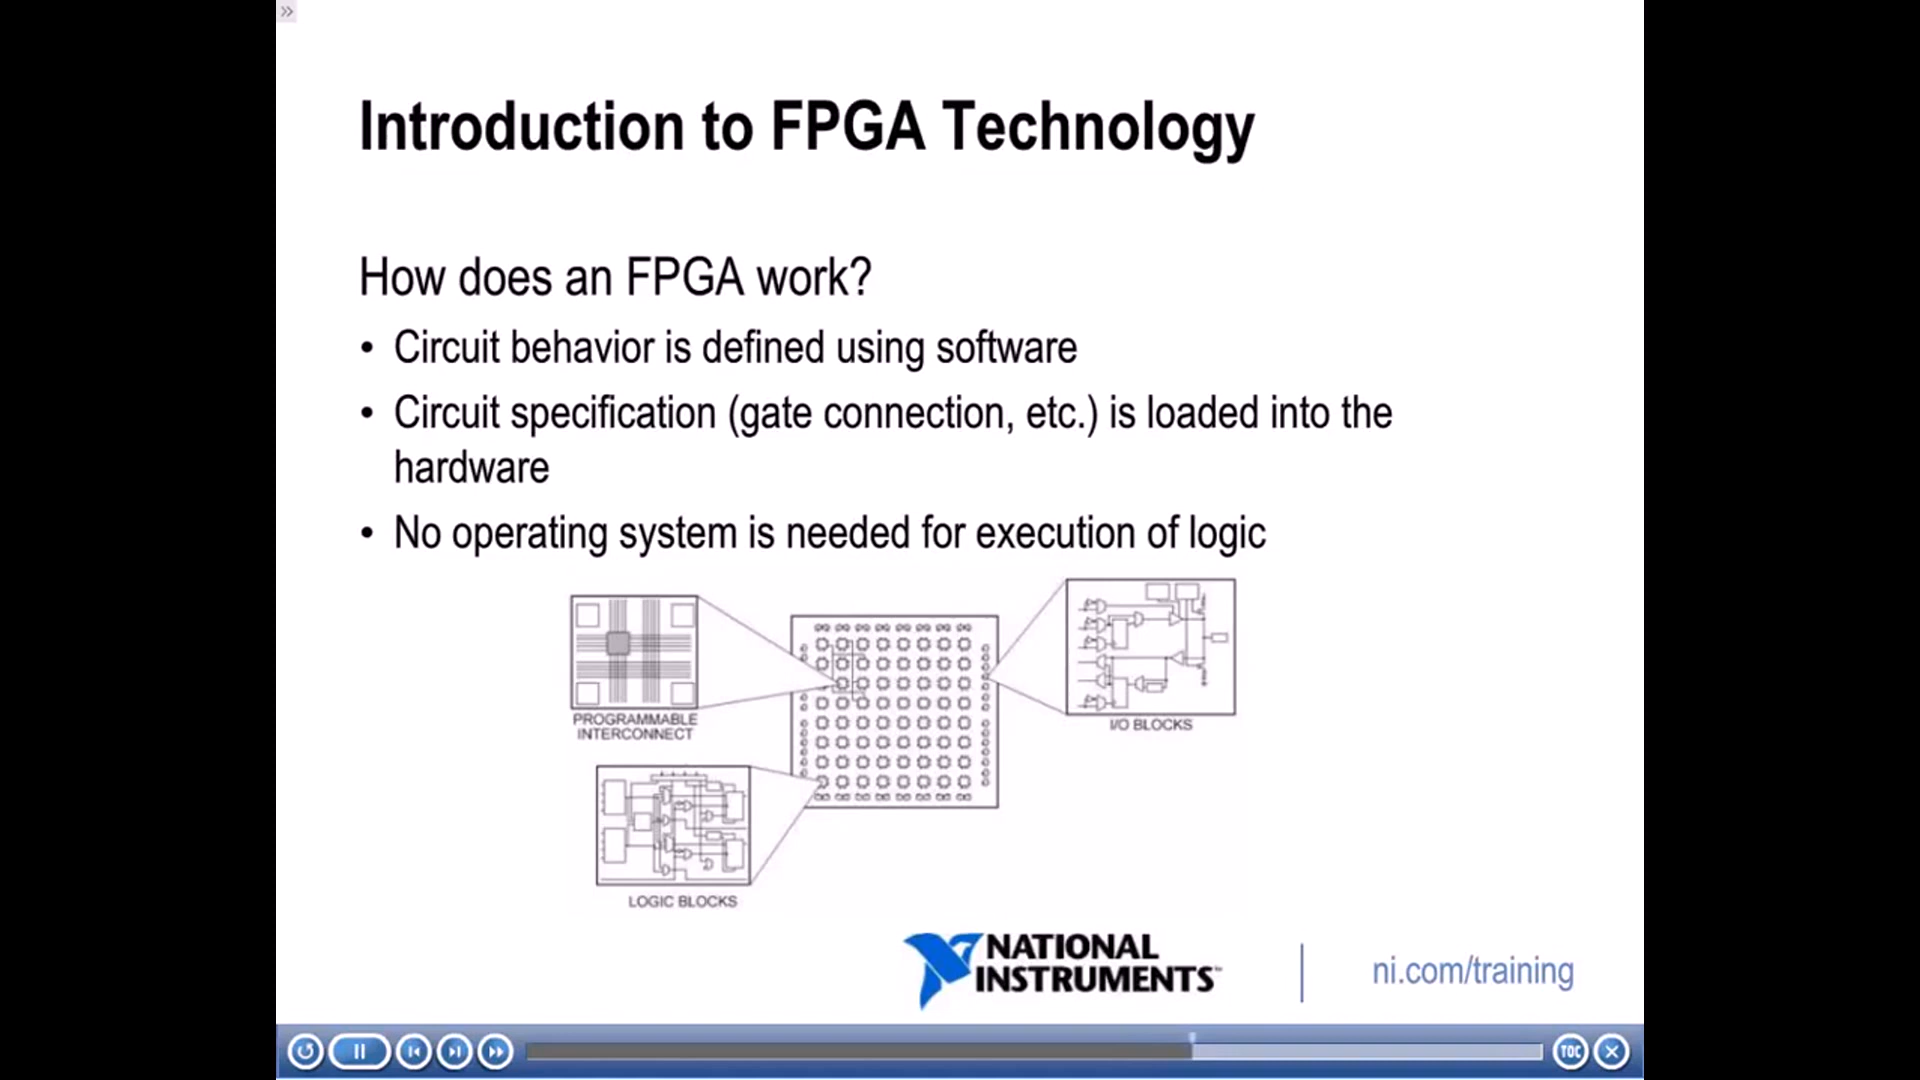 Introduction to FPGA Technology
How does an FPGA work?
• Circuit behavior is defined using software
• Circuit specification (gate connection, etc.) is loaded into the
hardware
• No operating system is needed for execution of logic
PROGRAMMABLE
INTERCONNECT
I/O BLOCKS
LOGIC BLOCKS
NATIONAL
INSTRUMENTS™
ni.com/training
TOC